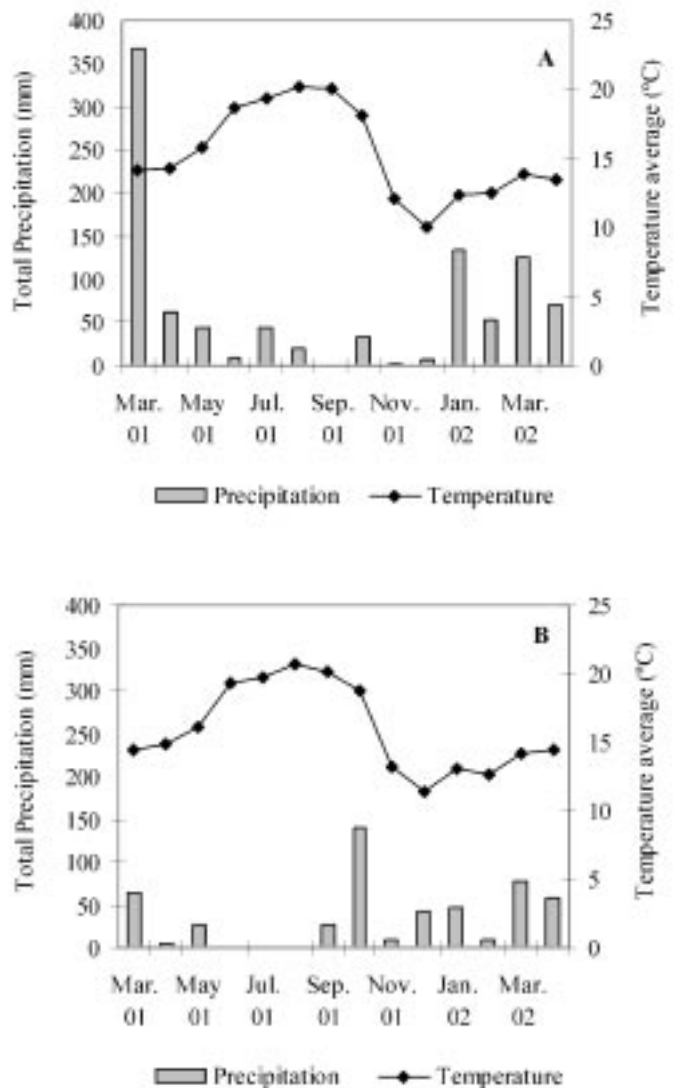 A
Total Precipitation (mm)
400
350
300
250
200
150
100
50
0
Temperature average (ºC)
25
20
15
10
5
0
Mar. May Jul. Sep. Nov. Jan. Mar.
01 01 01 01 01 02 02
Precipitation Temperature
B
Total Precipitation (mm)
400
350
300
250
200
150
100
50
0
Temperature average (ºC)
25
20
15
10
5
0
Mar. May Jul. Sep. Nov. Jan. Mar.
01 01 01 01 01 02 02
Precipitation Temperature